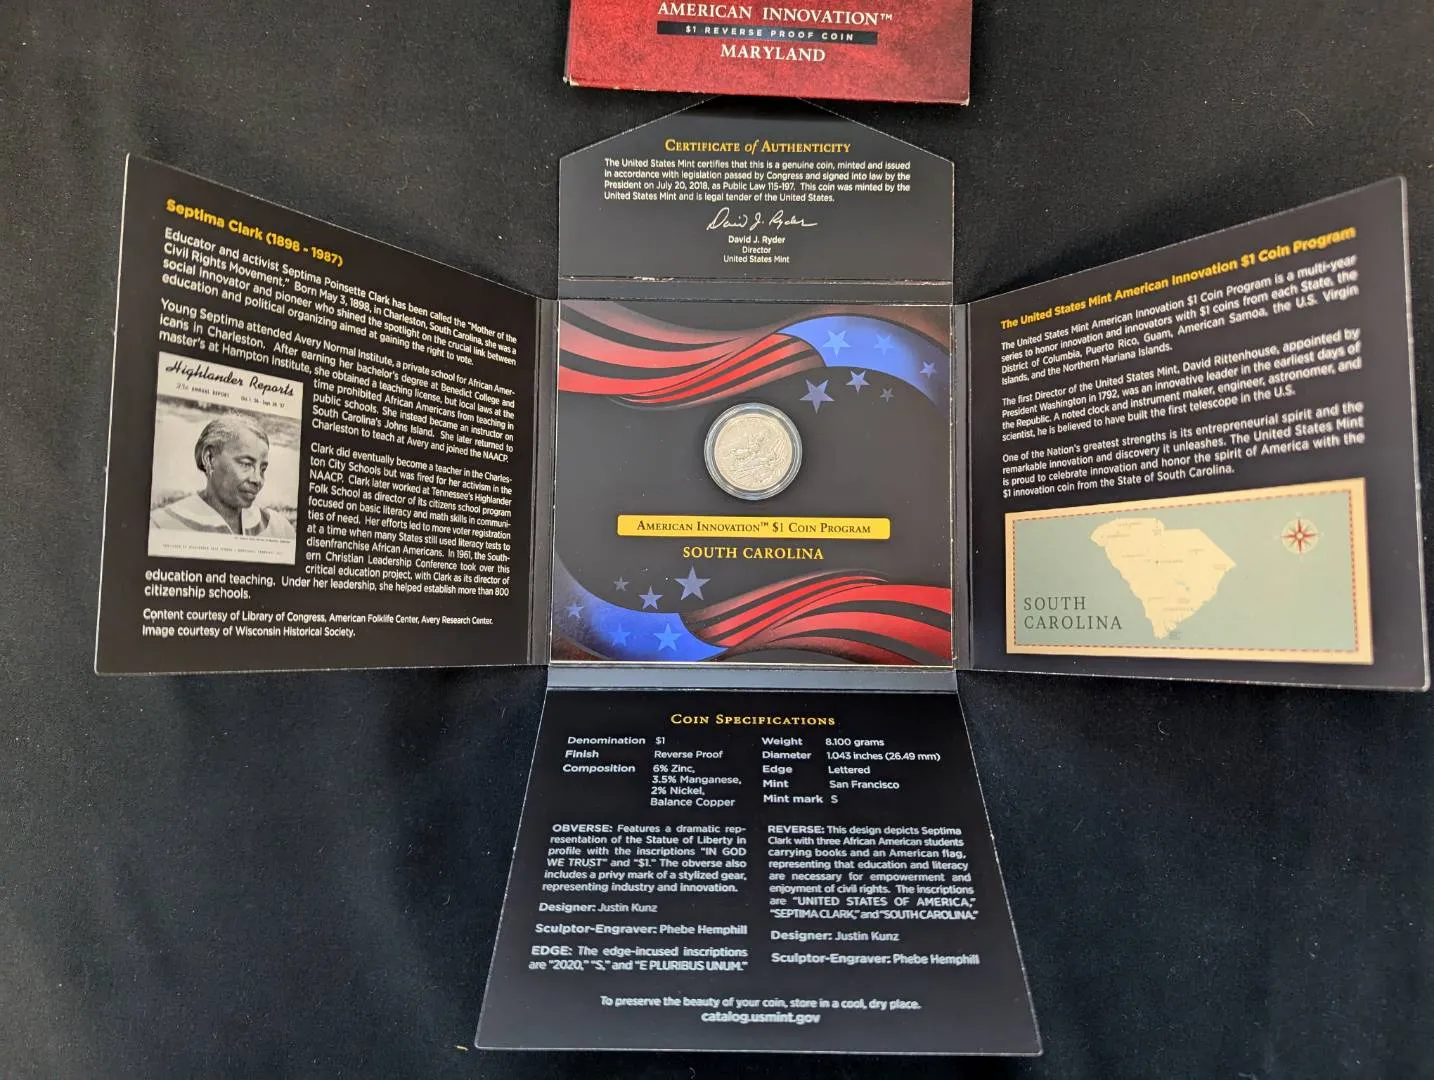 AMERICAN INNOVATION™
$1 REVERSE PROOF COIN
MARYLAND
CERTIFICATE of AUTHENTICITY
The United States Mint certifies that this is a genuine coin, minted and issued
in accordance with legislation passed by Congress and signed into law by the
President on July 20, 2018, as Public Law 115-197. This coin was minted by the
United States Mint and is legal tender of the United States.
David J. Ryder
David J. Ryder
Director
United States Mint
Septima Clark (1898 - 1987)
Educator and activist Septima Poinsette Clark has been called the "Mother of the
Civil Rights Movement." Born May 3, 1898, in Charleston, South Carolina, she was a
social innovator and pioneer who shined the spotlight on the crucial link between
education and political organizing aimed at gaining the right to vote.
Young Septima attended Avery Normal Institute, a private school for African Amer-
icans in Charleston. After earning her bachelor's degree at Benedict College and
master's at Hampton Institute, she obtained a teaching license, but local laws at the
time prohibited African Americans from teaching in
public schools. She instead became an instructor on
South Carolina's Johns Island. She later returned to
Charleston to teach at Avery and joined the NAACP.
Clark did eventually become a teacher in the Charles-
ton City Schools but was fired for her activism in the
NAACP. Clark later worked at Tennessee's Highlander
Folk School as director of its citizens school program
focused on basic literacy and math skills in communi-
ties of need. Her efforts led to more voter registration
at a time when many States still used literacy tests to
disenfranchise African Americans. In 1961, the South-
ern Christian Leadership Conference took over this
critical education project, with Clark as its director of
education and teaching. Under her leadership, she helped establish more than 800
citizenship schools.
Content courtesy of Library of Congress, American Folklife Center, Avery Research Center.
Image courtesy of Wisconsin Historical Society.
Highlander Reports
ANNUAL REPORT
AMERICAN INNOVATION™ $1 COIN PROGRAM
SOUTH CAROLINA
The United States Mint American Innovation $1 Coin Program
The United States Mint American Innovation $1 Coin Program is a multi-year
series to honor innovation and innovators with $1 coins from each State, the
District of Columbia, Puerto Rico, Guam, American Samoa, the U.S. Virgin
Islands, and the Northern Mariana Islands.
The first Director of the United States Mint, David Rittenhouse, appointed by
President Washington in 1792, was an innovative leader in the earliest days of
the Republic. A noted clock and instrument maker, engineer, astronomer, and
scientist, he is believed to have built the first telescope in the U.S.
One of the Nation's greatest strengths is its entrepreneurial spirit and the
remarkable innovation and discovery it unleashes. The United States Mint
is proud to celebrate innovation and honor the spirit of America with the
$1 innovation coin from the State of South Carolina.
SOUTH
CAROLINA
COIN SPECIFICATIONS
Denomination $1
Finish Reverse Proof
Composition 6% Zinc,
3.5% Manganese,
2% Nickel,
Balance Copper
Weight 8.100 grams
Diameter 1.043 inches (26.49 mm)
Edge Lettered
Mint San Francisco
Mint mark S
OBVERSE: Features a dramatic rep-
resentation of the Statue of Liberty in
profile with the inscriptions "IN GOD
WE TRUST" and "$1." The obverse also
includes a privy mark of a stylized gear,
representing industry and innovation.
Designer: Justin Kunz
Sculptor-Engraver: Phebe Hemphill
EDGE: The edge-incused inscriptions
are "2020," "S," and "E PLURIBUS UNUM."
REVERSE: This design depicts Septima
Clark with three African American students
carrying books and an American flag,
representing that education and literacy
are necessary for empowerment and
enjoyment of civil rights. The inscriptions
are "UNITED STATES OF AMERICA,"
"SEPTIMA CLARK," and "SOUTH CAROLINA."
Designer: Justin Kunz
Sculptor-Engraver: Phebe Hemphill
To preserve the beauty of your coin, store in a cool, dry place.
catalog.usmint.gov